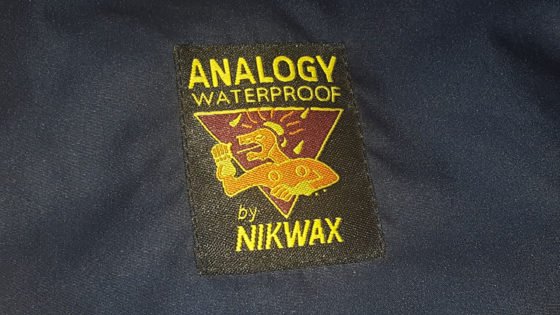 ANALOGY
WATERPROOF
by
NIKWAX